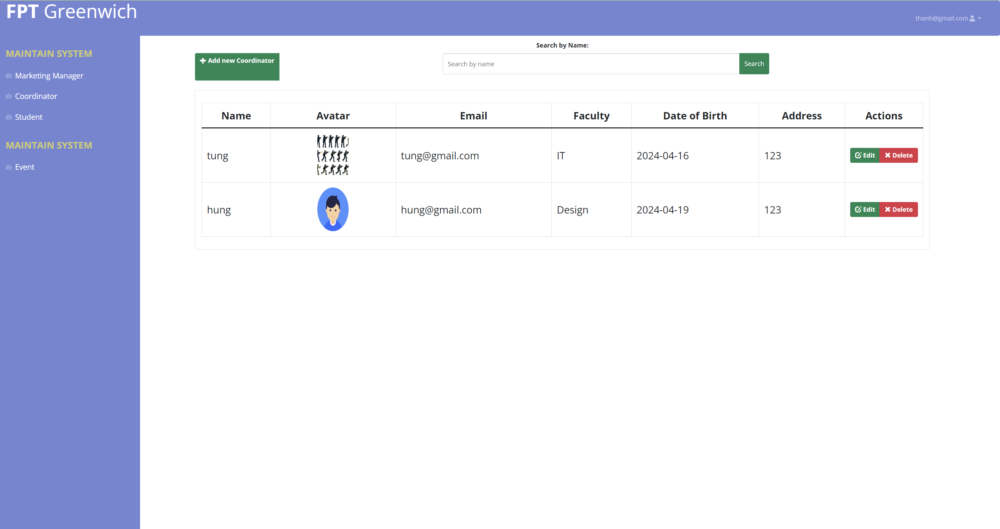 FPT Greenwich
thanh@gmail.com
MAINTAIN SYSTEM
Marketing Manager
Coordinator
Student
MAINTAIN SYSTEM
Event
Search by Name:
Add new Coordinator
Search by name
Search
Name Avatar Email Faculty Date of Birth Address Actions
tung tung@gmail.com IT 2024-04-16 123 Edit Delete
hung hung@gmail.com Design 2024-04-19 123 Edit Delete